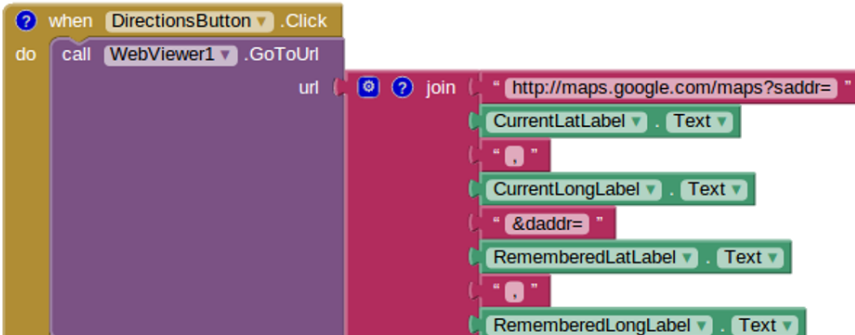 ? when DirectionsButton ▾ .Click
do call WebViewer1 ▾ .GoToUrl
url ? join “ http://maps.google.com/maps?saddr= ”
CurrentLatLabel ▾ . Text ▾
“ , ”
CurrentLongLabel ▾ . Text ▾
“ &daddr= ”
RememberedLatLabel ▾ . Text ▾
“ , ”
RememberedLongLabel ▾ . Text ▾